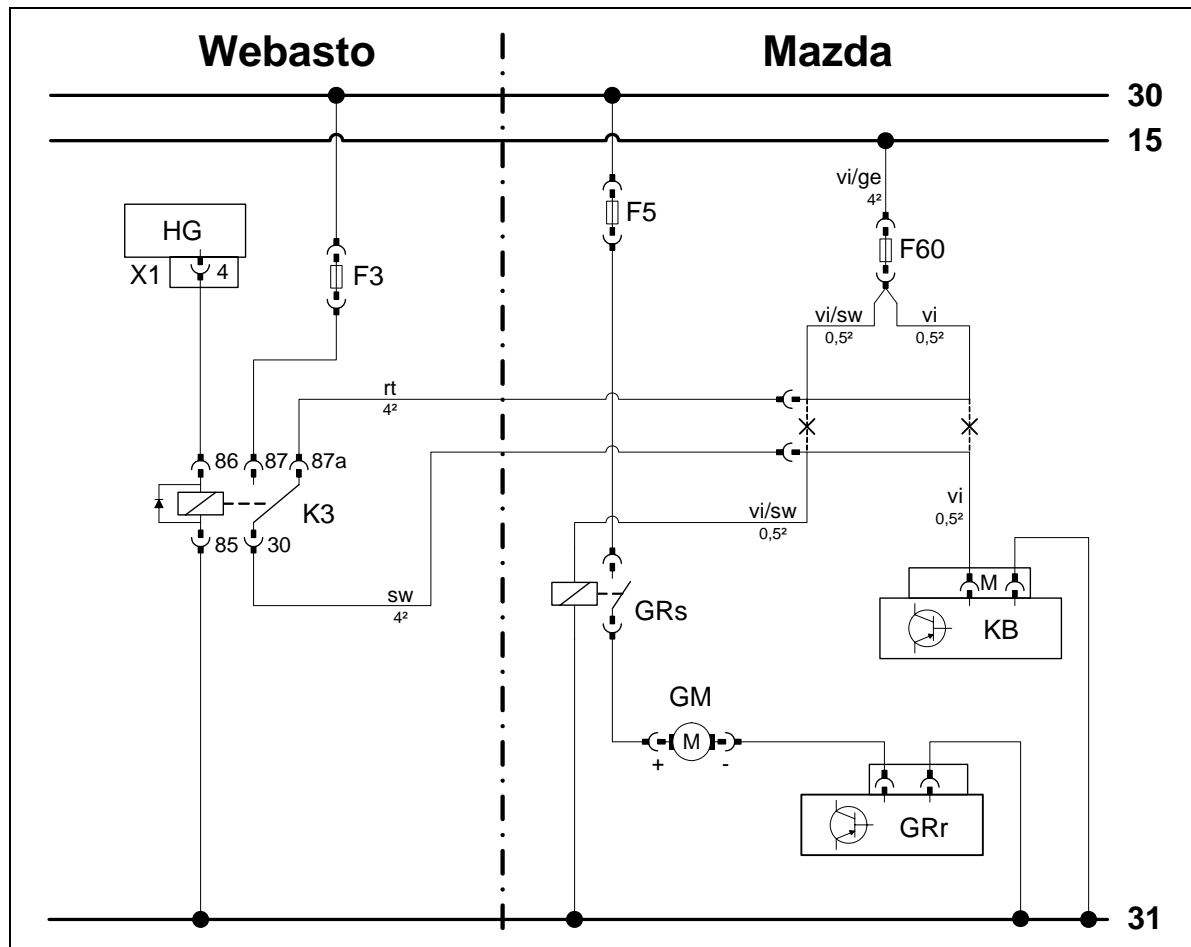 Webasto
Mazda
30
15
vi/ge
4²
HG
F5
X1
4
F3
F60
vi/sw
0,5²
vi
0,5²
rt
4²
86
87
87a
K3
vi/sw
0,5²
vi
0,5²
85
30
sw
4²
GRs
M
KB
GM
M
+
-
GRr
31